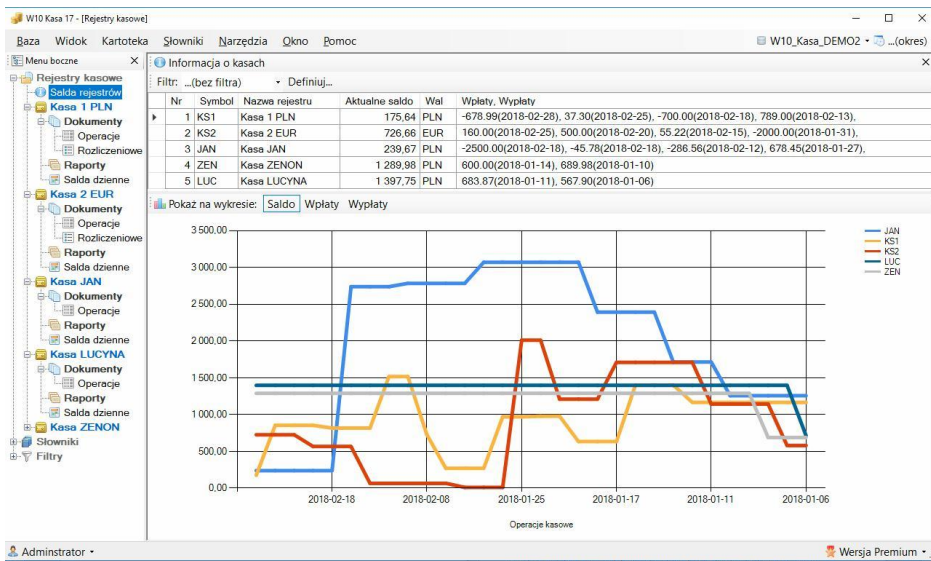 W10 Kasa 17 - [Rejestry kasowe]
Baza Widok Kartoteka Słowniki Narzędzia Okno Pomoc W10_Kasa_DEMO2 ...(okres)
Menu boczne
Rejestry kasowe
Salda rejestrów
Kasa 1 PLN
Dokumenty
Operacje
Rozliczeniowe
Raporty
Salda dzienne
Kasa 2 EUR
Dokumenty
Operacje
Rozliczeniowe
Raporty
Salda dzienne
Kasa JAN
Dokumenty
Operacje
Raporty
Salda dzienne
Kasa LUCYNA
Dokumenty
Operacje
Raporty
Salda dzienne
Kasa ZENON
Słowniki
Filtry
Informacja o kasach
Filtr: ...(bez filtra) Definiuj...
Nr Symbol Nazwa rejestru Aktualne saldo Wal Wpłaty, Wypłaty
1 KS1 Kasa 1 PLN 175,64 PLN -678.99(2018-02-28), 37.30(2018-02-25), -700.00(2018-02-18), 789.00(2018-02-13),
2 KS2 Kasa 2 EUR 726,66 EUR 160.00(2018-02-25), 500.00(2018-02-20), 55.22(2018-02-15), -2000.00(2018-01-31),
3 JAN Kasa JAN 239,67 PLN -2500.00(2018-02-18), -45.78(2018-02-18), -286.56(2018-02-12), 678.45(2018-01-27),
4 ZEN Kasa ZENON 1 289,98 PLN 600.00(2018-01-14), 689.98(2018-01-10)
5 LUC Kasa LUCYNA 1 397,75 PLN 683.87(2018-01-11), 567.90(2018-01-06)
Pokaż na wykresie: Saldo Wpłaty Wypłaty
3 500.00
3 000.00
2 500.00
2 000.00
1 500.00
1 000.00
500.00
0.00
2018-02-18 2018-02-08 2018-01-25 2018-01-17 2018-01-11 2018-01-06
Operacje kasowe
JAN
KS1
KS2
LUC
ZEN
Adminstrator Wersja Premium